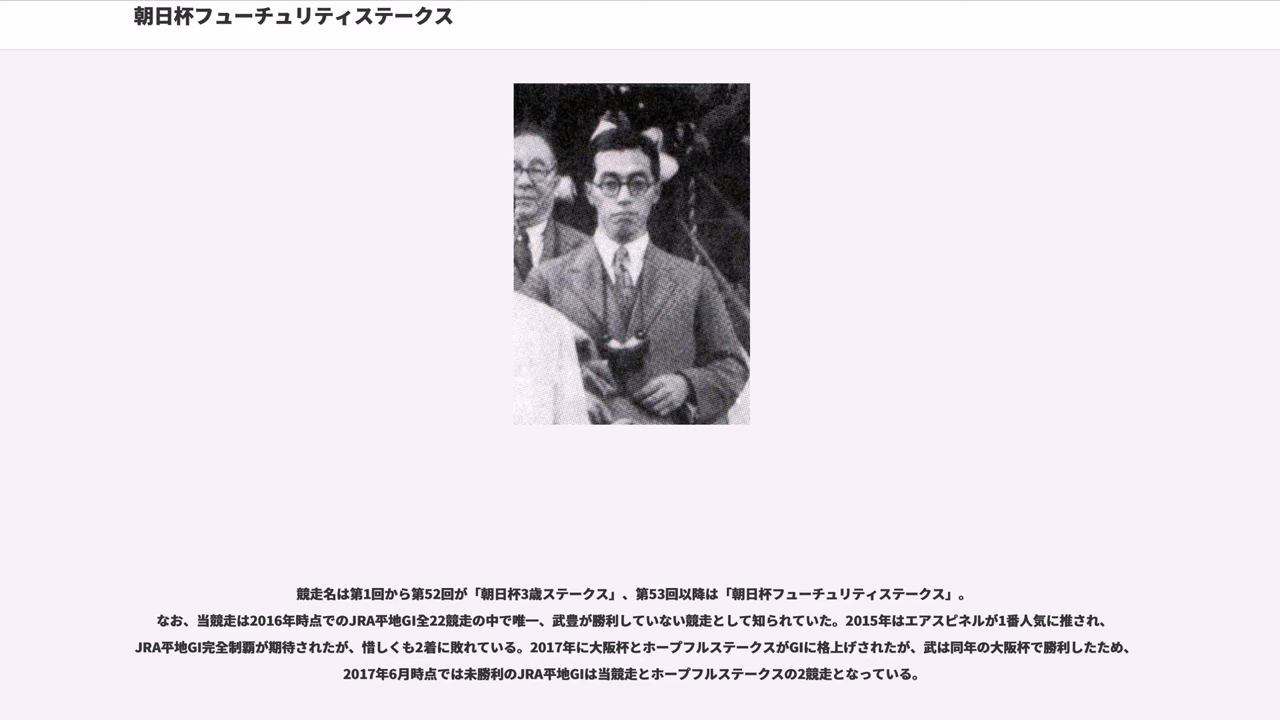 朝日杯フューチュリティステークス
競走名は第1回から第52回が「朝日杯3歳ステークス」、第53回以降は「朝日杯フューチュリティステークス」。
なお、当競走は2016年時点でのJRA平地GI全22競走の中で唯一、武豊が勝利していない競走として知られていた。2015年はエアスピネルが1番人気に推され、
JRA平地GI完全制覇が期待されたが、惜しくも2着に敗れている。2017年に大阪杯とホープフルステークスがGIに格上げされたが、武は同年の大阪杯で勝利したため、
2017年6月時点では未勝利のJRA平地GIは当競走とホープフルステークスの2競走となっている。